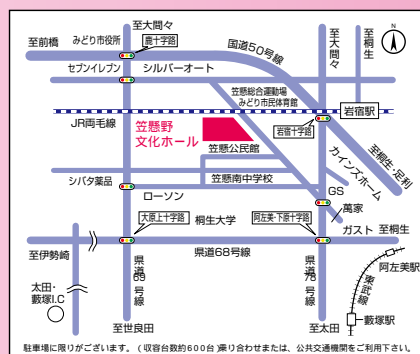 至大間々
至大間々
至桐生
N
至前橋
みどり市役所
鹿十字路
国道50号線
セブンイレブン
シルバーオート
笠懸総合運動場
みどり市民体育館
JR両毛線
岩宿駅
笠懸野
文化ホール
岩宿十字路
笠懸公民館
至桐生・足利
カインズホーム
シバタ薬品
笠懸南中学校
ローソン
GS
萬家
大原上十字路
桐生大学
阿左美・下原十字路
ガスト
至桐生
至伊勢崎
県道68号線
阿左美駅
太田・
藪塚I.C
県道69号線
県道78号線
東武線
藪塚駅
至世良田
至太田
駐車場に限りがございます。(収容台数約600台)乗り合わせまたは、公共交通機関をご利用下さい。